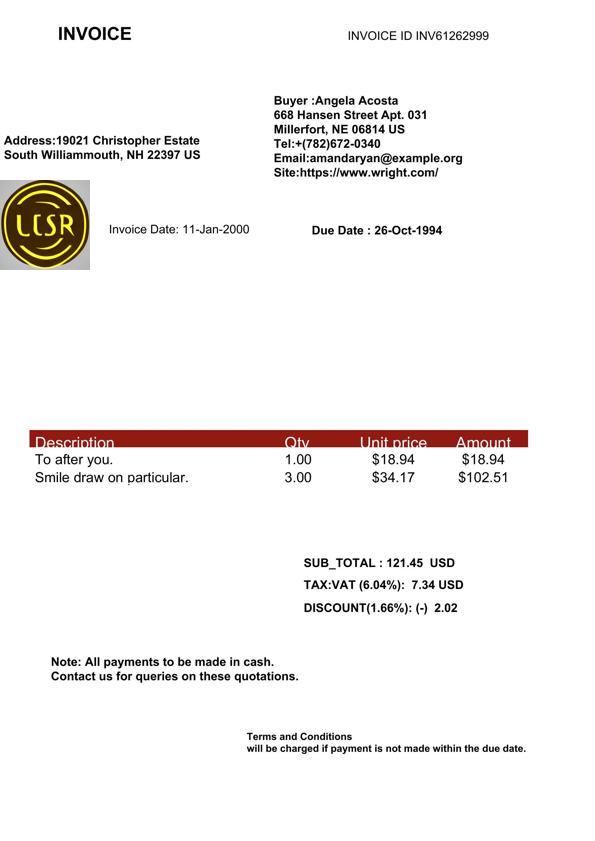 INVOICE
INVOICE ID INV61262999
Buyer :Angela Acosta
668 Hansen Street Apt. 031
Millerfort, NE 06814 US
Tel:+(782)672-0340
Email:amandaryan@example.org
Site:https://www.wright.com/
Address:19021 Christopher Estate
South Williammouth, NH 22397 US
LCSR
Invoice Date: 11-Jan-2000
Due Date : 26-Oct-1994
Description Qty Unit price Amount
To after you. 1.00 $18.94 $18.94
Smile draw on particular. 3.00 $34.17 $102.51
SUB_TOTAL : 121.45 USD
TAX:VAT (6.04%): 7.34 USD
DISCOUNT(1.66%): (-) 2.02
Note: All payments to be made in cash.
Contact us for queries on these quotations.
Terms and Conditions
will be charged if payment is not made within the due date.